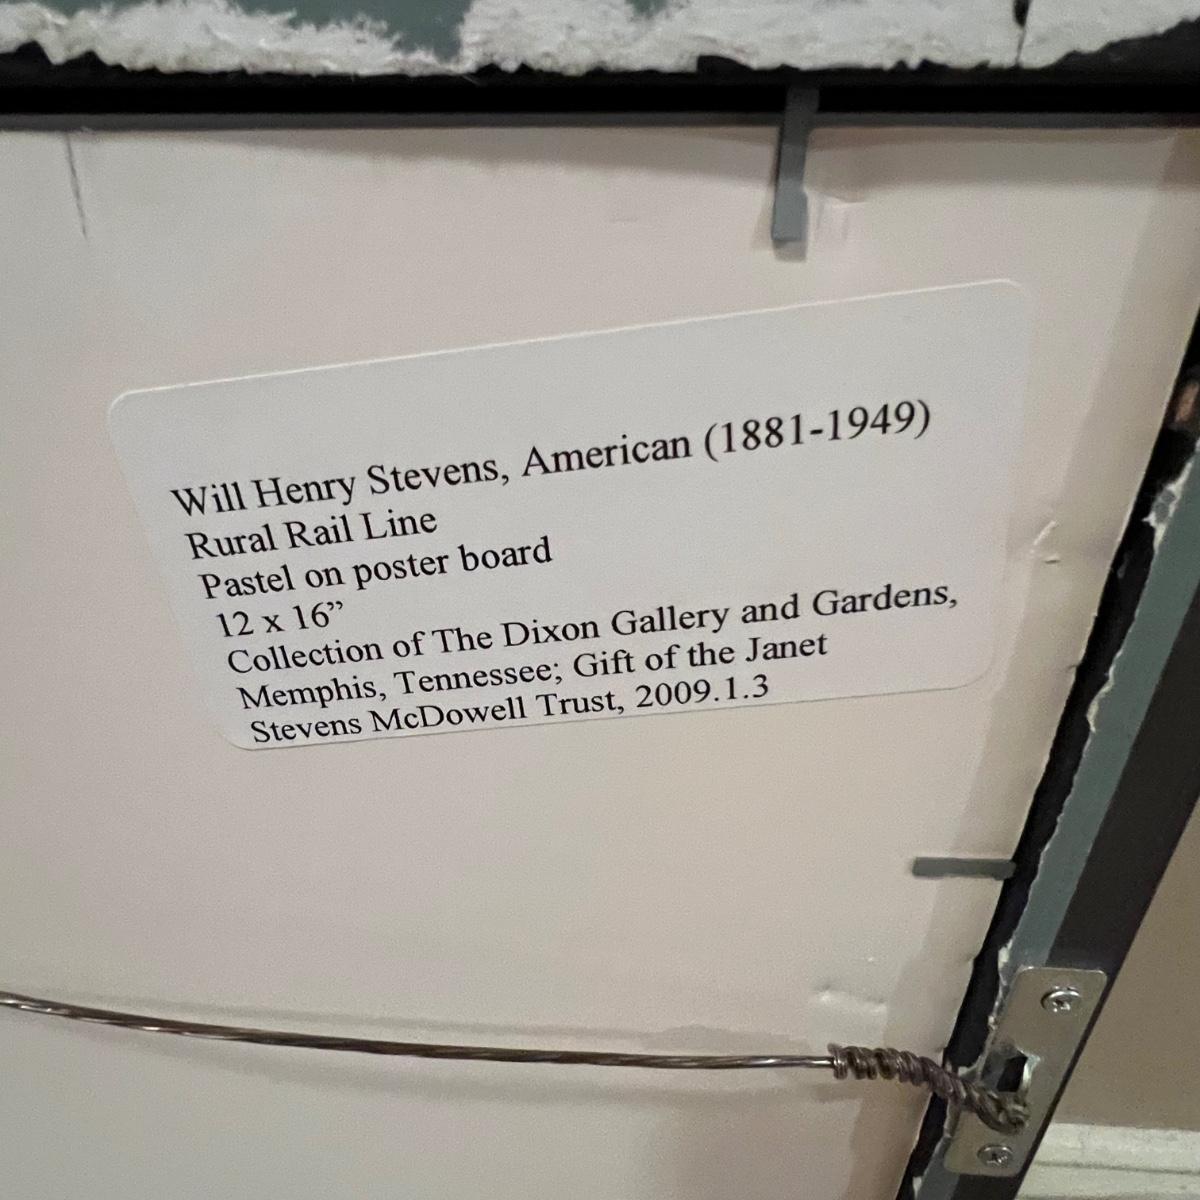 Will Henry Stevens, American (1881-1949)
Rural Rail Line
Pastel on poster board
12 x 16”
Collection of The Dixon Gallery and Gardens,
Memphis, Tennessee; Gift of the Janet
Stevens McDowell Trust, 2009.1.3